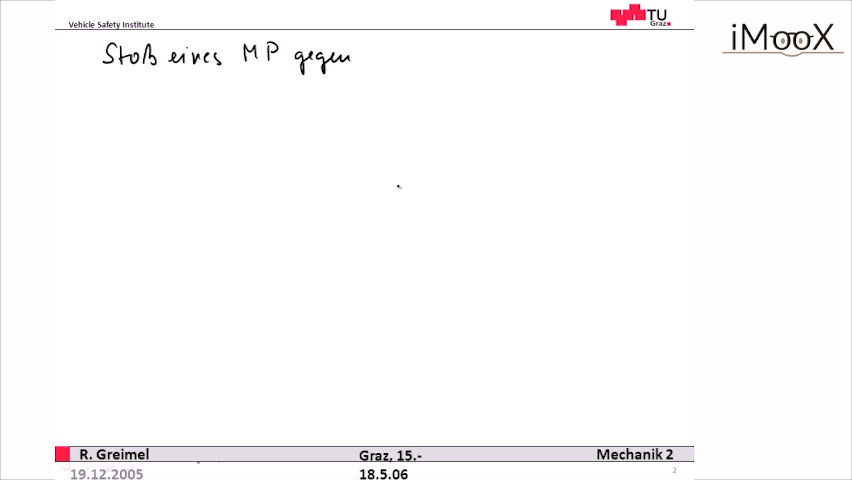 Vehicle Safety Institute
TU
Graz
iMooX
Stoß eines MP gegen
R. Greimel
Graz, 15.-
Mechanik 2
19.12.2005
18.5.06
2